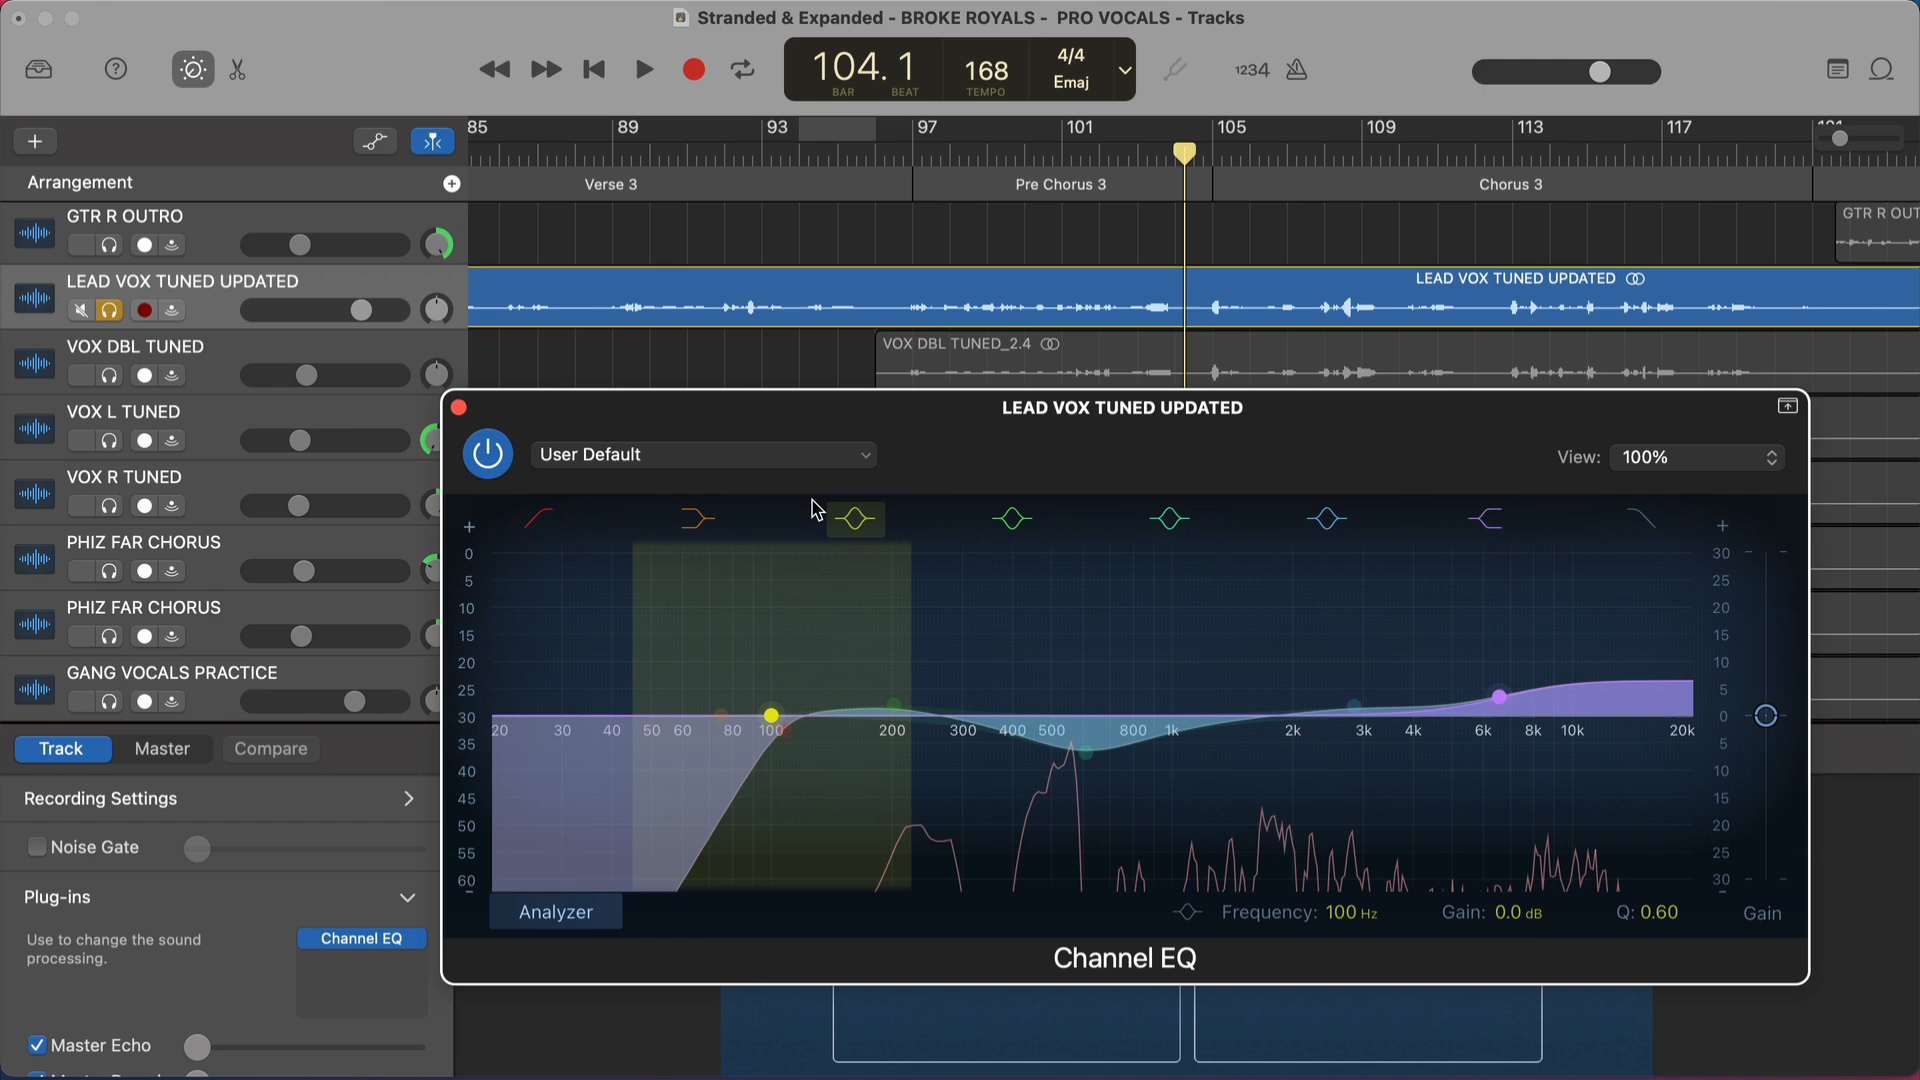 Stranded & Expanded - BROKE ROYALS - PRO VOCALS - Tracks
104. 1
BAR BEAT
168
TEMPO
4/4
Emaj
1234
85 89 93 97 101 105 109 113 117
Arrangement
Verse 3
Pre Chorus 3
Chorus 3
GTR R OUTRO
GTR R OUT
LEAD VOX TUNED UPDATED
LEAD VOX TUNED UPDATED
VOX DBL TUNED
VOX DBL TUNED_2.4
VOX L TUNED
VOX R TUNED
PHIZ FAR CHORUS
PHIZ FAR CHORUS
GANG VOCALS PRACTICE
Track Master Compare
Recording Settings
Noise Gate
Plug-ins
Use to change the sound
processing.
Channel EQ
Master Echo
LEAD VOX TUNED UPDATED
User Default
View: 100%
+ +
0 30
5 25
10 20
15 15
20 10
25 5
30 0
20 30 40 50 60 80 100 200 300 400 500 800 1k 2k 3k 4k 6k 8k 10k 20k
35 5
40 10
45 15
50 20
55 25
60 30
Analyzer
Frequency: 100 Hz
Gain: 0.0 dB
Q: 0.60
Gain
Channel EQ